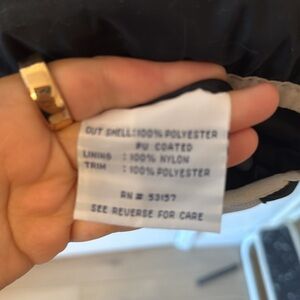 OUT SHELL:100% POLYESTER
PU COATED
LINING : 100% NYLON
TRIM : 100% POLYESTER
RN# 53157
SEE REVERSE FOR CARE